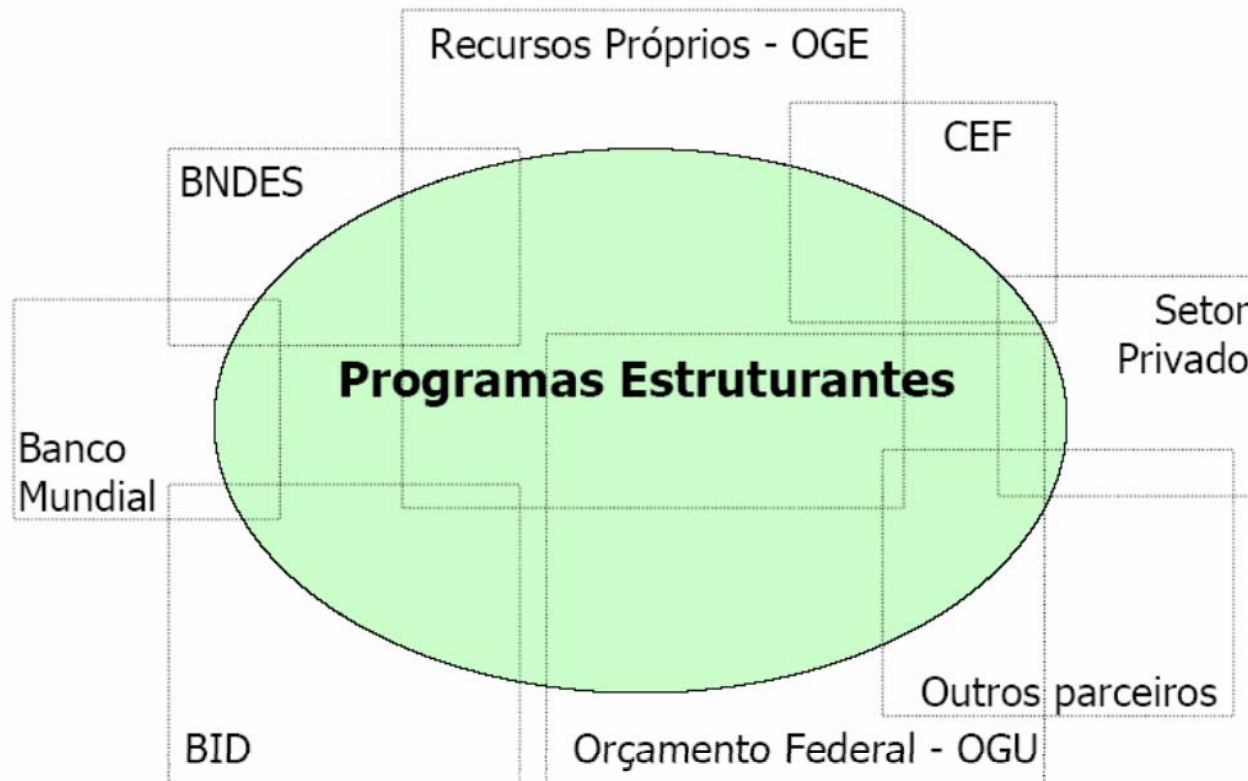 Recursos Próprios - OGE
CEF
BNDES
Setor
Privado
Programas Estruturantes
Banco
Mundial
Outros parceiros
BID
Orçamento Federal - OGU